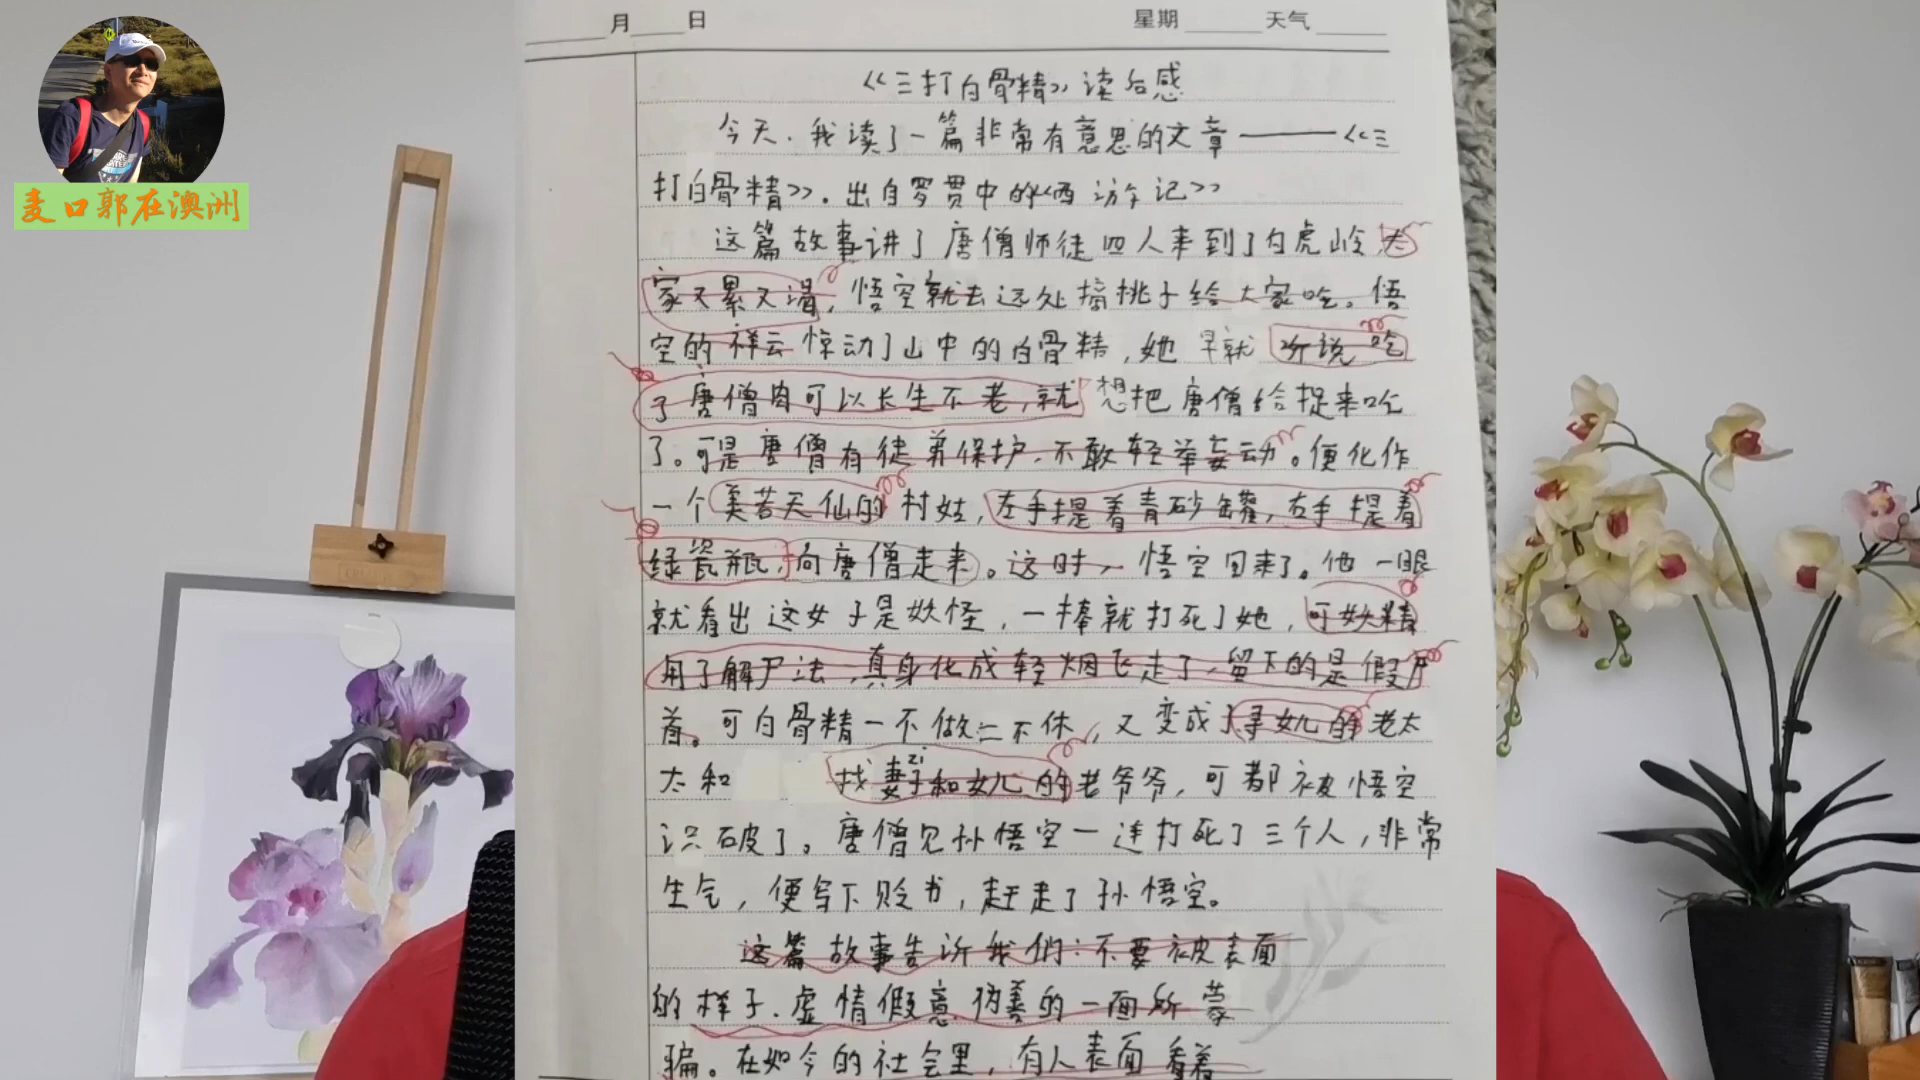 麦口郭在澳洲
月 日 星期 天气
《三打白骨精》读后感
今天.我读了一篇非常有意思的文章——《三
打白骨精》。出自罗贯中的《西游记》
这篇故事讲了唐僧师徒四人来到了白虎岭,大
家又累又渴,悟空就去远处摘桃子给大家吃。悟
空的祥云惊动了山中的白骨精,她早就听说吃
了唐僧肉可以长生不老,就想把唐僧给捉来吃
了。可是唐僧有徒弟保护.不敢轻举妄动。便化作
一个美若天仙的村姑,左手提着青砂罐,右手提着
绿瓷瓶,向唐僧走来。这时,悟空回来了。他一眼
就看出这女子是妖怪,一棒就打死了她,可妖精
用了解尸法,真身化成轻烟飞走了,留下的是假尸
首。可白骨精一不做二不休,又变成了寻女儿的老太
太和 找妻子和女儿的老爷爷,可都被悟空
zi
识破了。唐僧见孙悟空一连打死了三个人,非常
生气,便写下贬书,赶走了孙悟空。
这篇故事告诉我们:不要被表面
的样子.虚情假意.伪善的一面所蒙
骗。在如今的社会里,有人表面看着